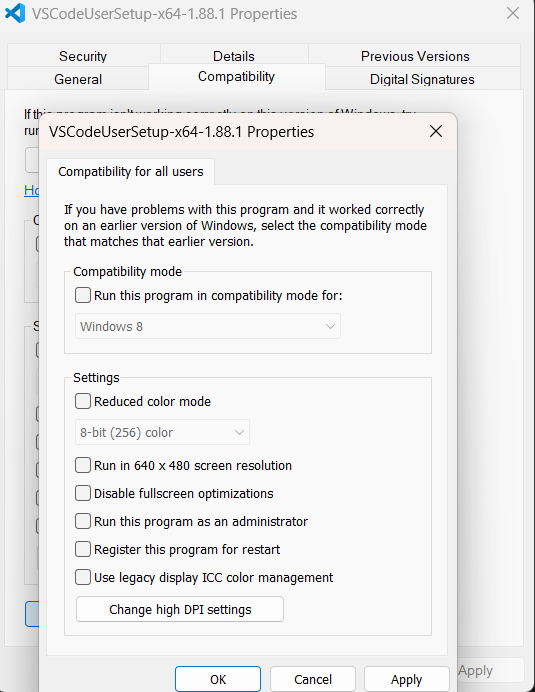 VSCodeUserSetup-x64-1.88.1 Properties
Security
Details
Previous Versions
General
Compatibility
Digital Signatures
If this program isn't working correctly on this version of Windows, try
run
VSCodeUserSetup-x64-1.88.1 Properties
Ho
Compatibility for all users
If you have problems with this program and it worked correctly
on an earlier version of Windows, select the compatibility mode
that matches that earlier version.
C
Compatibility mode
Run this program in compatibility mode for:
Windows 8
S
Settings
Reduced color mode
8-bit (256) color
Run in 640 x 480 screen resolution
Disable fullscreen optimizations
Run this program as an administrator
Register this program for restart
Use legacy display ICC color management
Change high DPI settings
OK
Cancel
Apply
Apply